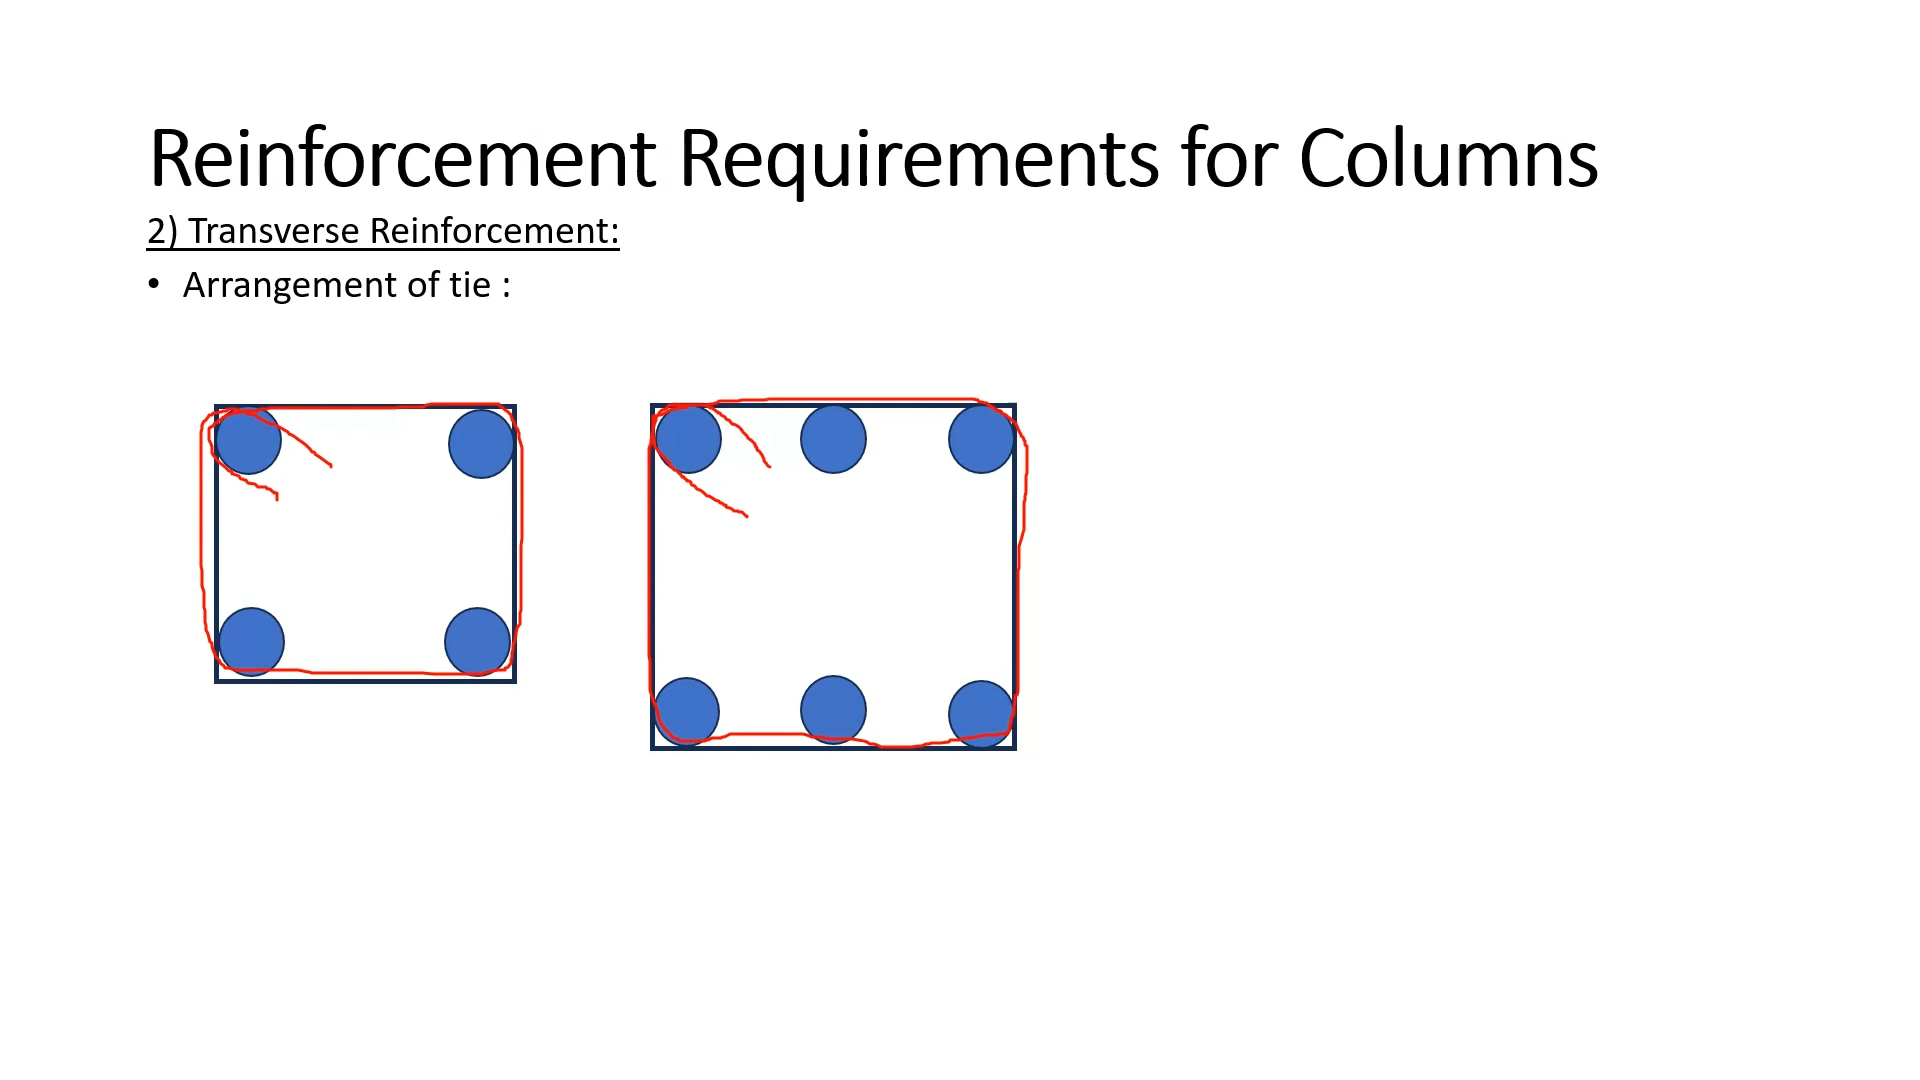 Reinforcement Requirements for Columns
2) Transverse Reinforcement:
• Arrangement of tie :